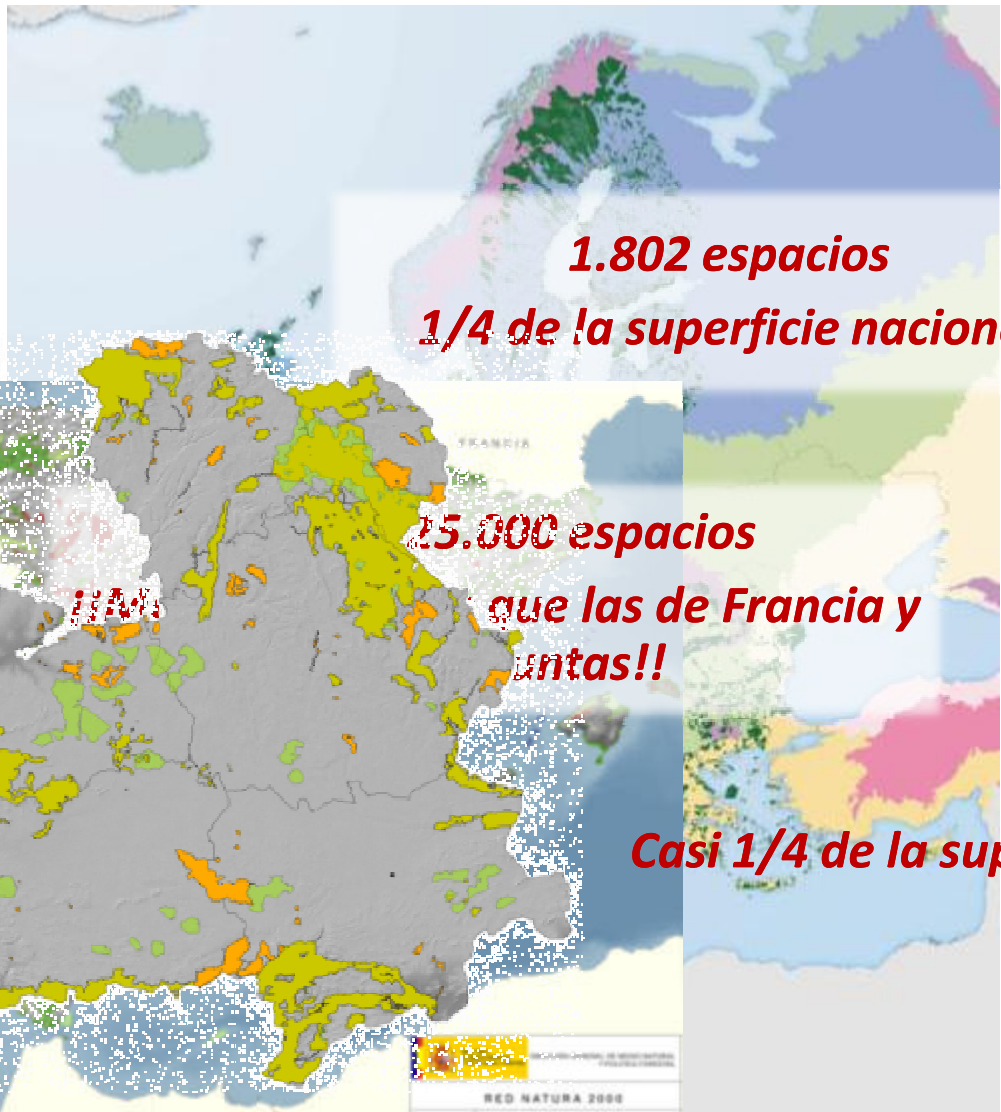 1.802 espacios
1/4 de la superficie nacion
FRANCIA
25.000 espacios
¡¡M
que las de Francia y
untas!!
Casi 1/4 de la sup
RED NATURA 2000